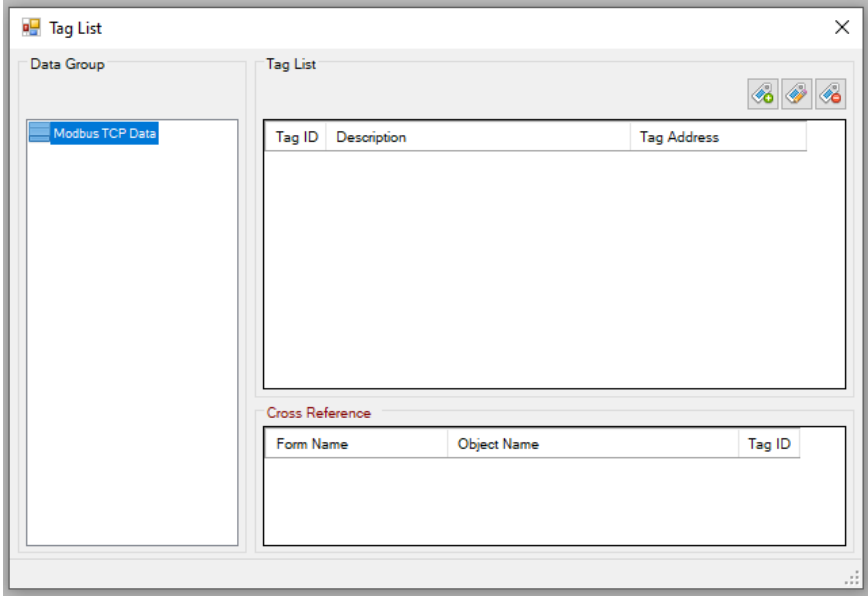 Tag List
Data Group
Tag List
Modbus TCP Data
Tag ID Description Tag Address
Cross Reference
Form Name Object Name Tag ID